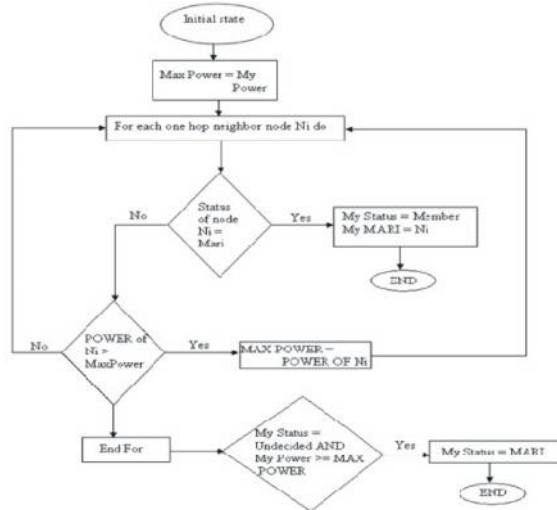 Initial state
Max Power = My
Power
For each one hop neighbor node Ni do
Status
of node
Ni =
Mari
No
Yes
My Status = Member
My MARI = Ni
END
POWER of
Ni >
MaxPower
No
Yes
MAX POWER =
POWER OF Ni
End For
My Status =
Undecided AND
My Power >= MAX
POWER
Yes
My Status = MARI
END